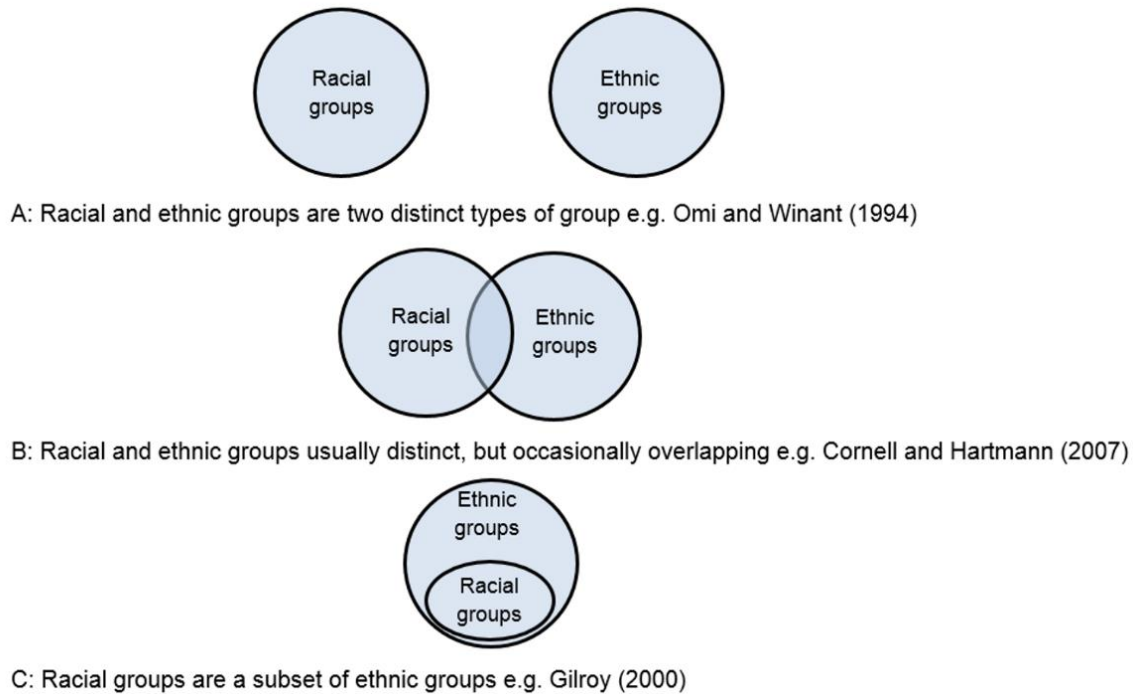 Racial
groups
Ethnic
groups
A: Racial and ethnic groups are two distinct types of group e.g. Omi and Winant (1994)
Racial
groups
Ethnic
groups
B: Racial and ethnic groups usually distinct, but occasionally overlapping e.g. Cornell and Hartmann (2007)
Ethnic
groups
Racial
groups
C: Racial groups are a subset of ethnic groups e.g. Gilroy (2000)